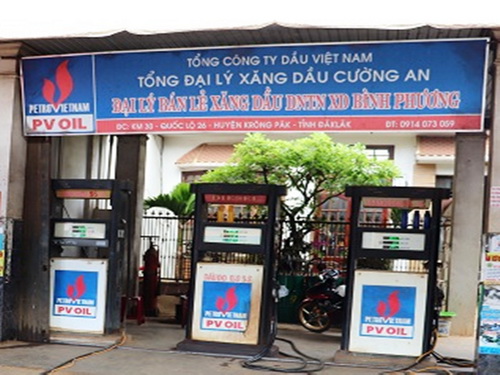 TỔNG CÔNG TY DẦU VIỆT NAM
TỔNG ĐẠI LÝ XĂNG DẦU CƯỜNG AN
ĐẠI LÝ BÁN LẺ XĂNG DẦU DNTN XD BÌNH PHƯƠNG
ĐC: KM 30 - QUỐC LỘ 26 - HUYỆN KRÔNG PẮK - TỈNH ĐẮKLẮK
ĐT: 0914 073 059
PETROVIETNAM
PV OIL
PETROVIETNAM
PV OIL
PETROVIETNAM
PV OIL
PETROVIETNAM
PV OIL